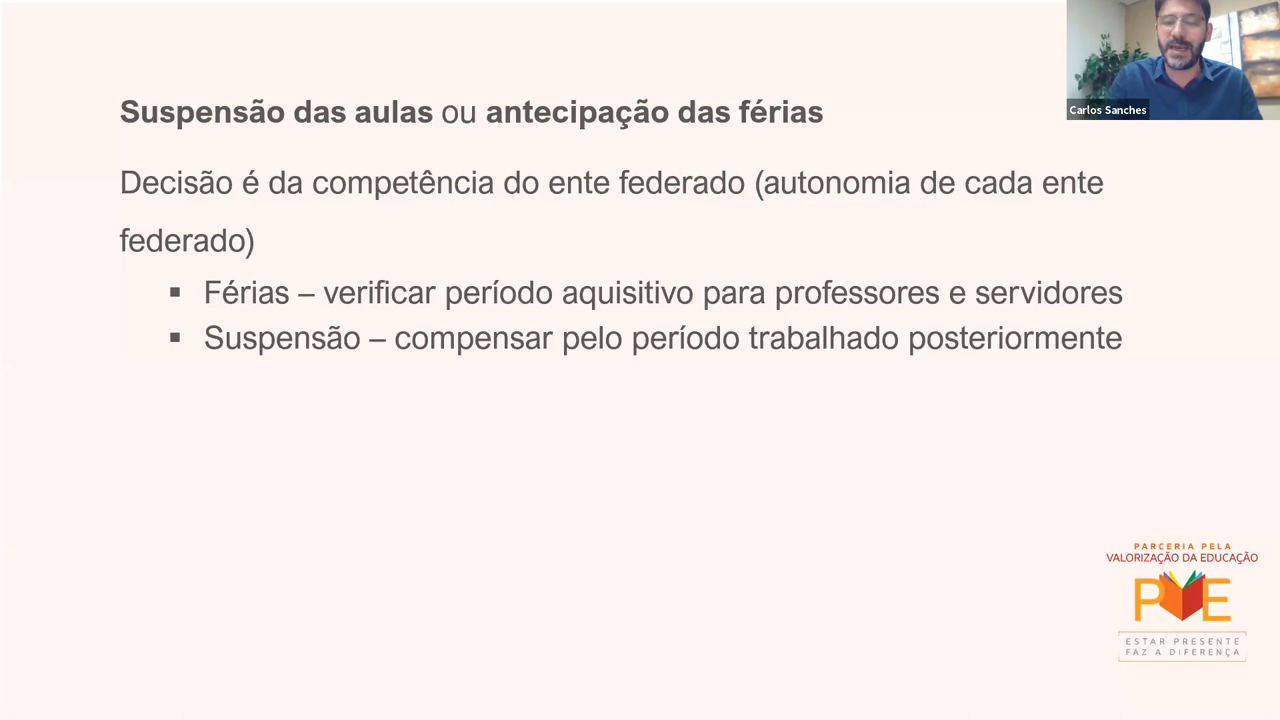 Carlos Sanches
Suspensão das aulas ou antecipação das férias
Decisão é da competência do ente federado (autonomia de cada ente
federado)
▪ Férias – verificar período aquisitivo para professores e servidores
▪ Suspensão – compensar pelo período trabalhado posteriormente
PARCERIA PELA
VALORIZAÇÃO DA EDUCAÇÃO
PVE
ESTAR PRESENTE
FAZ A DIFERENÇA